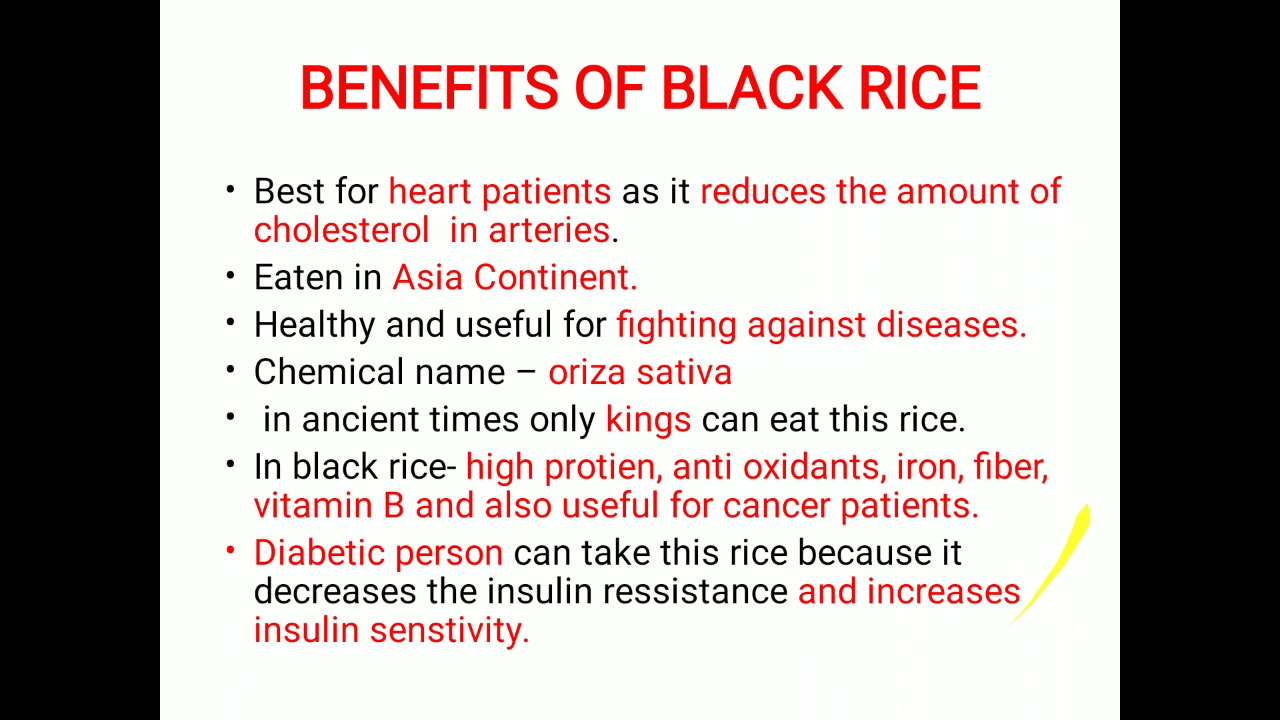 BENEFITS OF BLACK RICE
• Best for heart patients as it reduces the amount of
cholesterol  in arteries.
• Eaten in Asia Continent.
• Healthy and useful for fighting against diseases.
• Chemical name – oriza sativa
•  in ancient times only kings can eat this rice.
• In black rice- high protien, anti oxidants, iron, fiber,
vitamin B and also useful for cancer patients.
• Diabetic person can take this rice because it
decreases the insulin ressistance and increases
insulin senstivity.